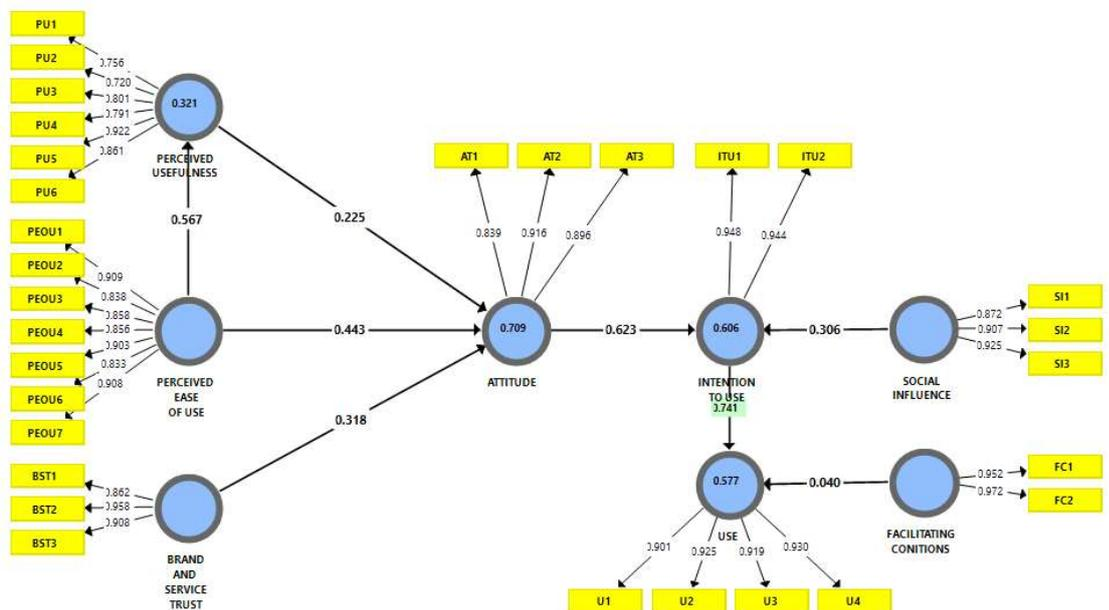 PU1
PU2
PU3
PU4
PU5
PU6
0.756
0.720
0.801
0.791
0.922
0.861
0.321
PERCEIVED
USEFULNESS
0.567
0.225
PEOU1
PEOU2
PEOU3
PEOU4
PEOU5
PEOU6
PEOU7
0.909
0.838
0.858
0.856
0.903
0.833
0.908
PERCEIVED
EASE
OF USE
0.443
BST1
BST2
BST3
0.862
0.958
0.908
BRAND
AND
SERVICE
TRUST
0.318
AT1
AT2
AT3
0.839
0.916
0.896
0.709
ATTITUDE
0.623
ITU1
ITU2
0.948
0.944
0.606
INTENTION
TO USE
0.741
0.306
SOCIAL
INFLUENCE
0.872
0.907
0.925
SI1
SI2
SI3
0.577
USE
0.040
FACILITATING
CONITIONS
0.952
0.972
FC1
FC2
0.901
0.925
0.919
0.930
U1
U2
U3
U4